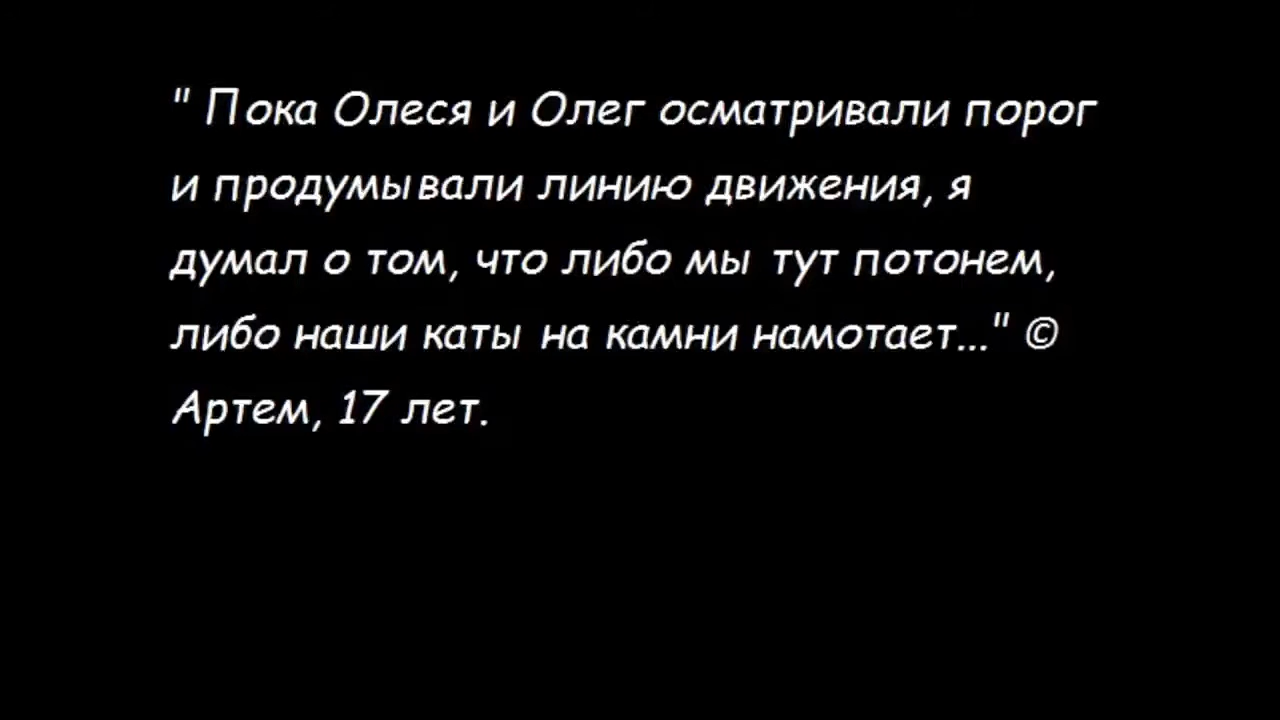 " Пока Олеся и Олег осматривали порог
и продумывали линию движения, я
думал о том, что либо мы тут потонем,
либо наши каты на камни намотает..." ©
Артем, 17 лет.